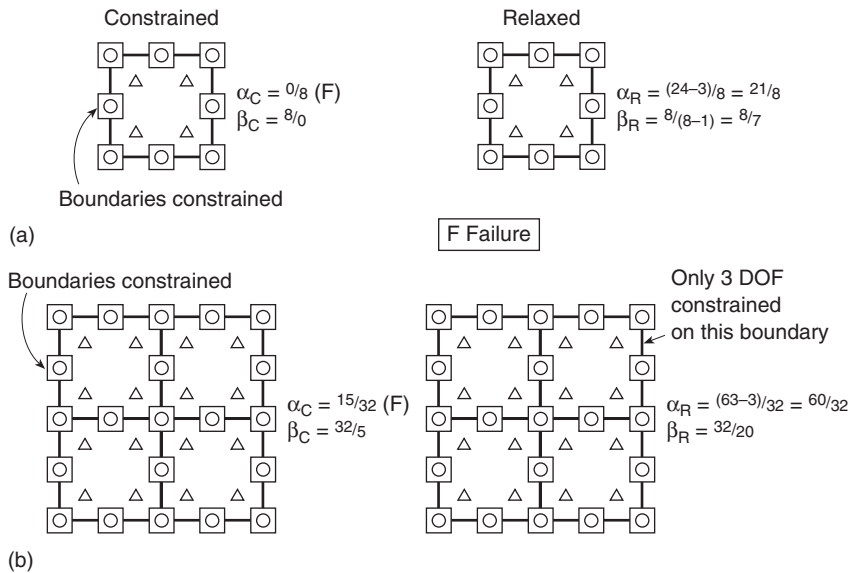 Constrained
Relaxed
α_C = 0/8 (F)
β_C = 8/0
α_R = (24–3)/8 = 21/8
β_R = 8/(8–1) = 8/7
Boundaries constrained
(a)
F Failure
Boundaries constrained
Only 3 DOF
constrained
on this boundary
α_C = 15/32 (F)
β_C = 32/5
α_R = (63–3)/32 = 60/32
β_R = 32/20
(b)